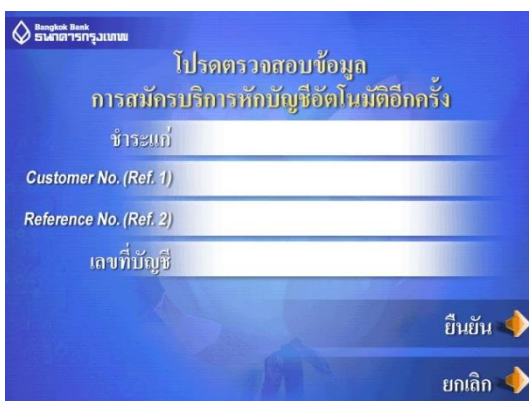 Bangkok Bank
ธนาคารกรุงเทพ
โปรดตรวจสอบข้อมูล
การสมัครบริการหักบัญชีอัตโนมัติอีกครั้ง
ชำระแก่
Customer No. (Ref. 1)
Reference No. (Ref. 2)
เลขที่บัญชี
ยืนยัน
ยกเลิก